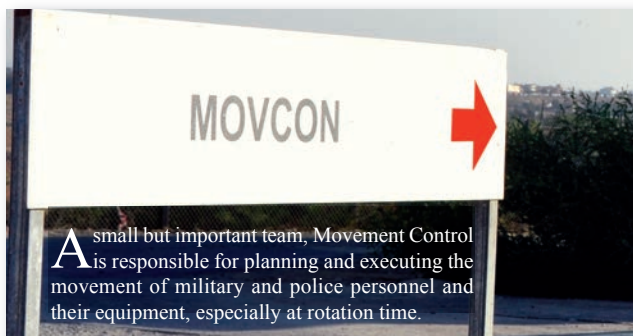 MOVCON
A small but important team, Movement Control
is responsible for planning and executing the
movement of military and police personnel and
their equipment, especially at rotation time.